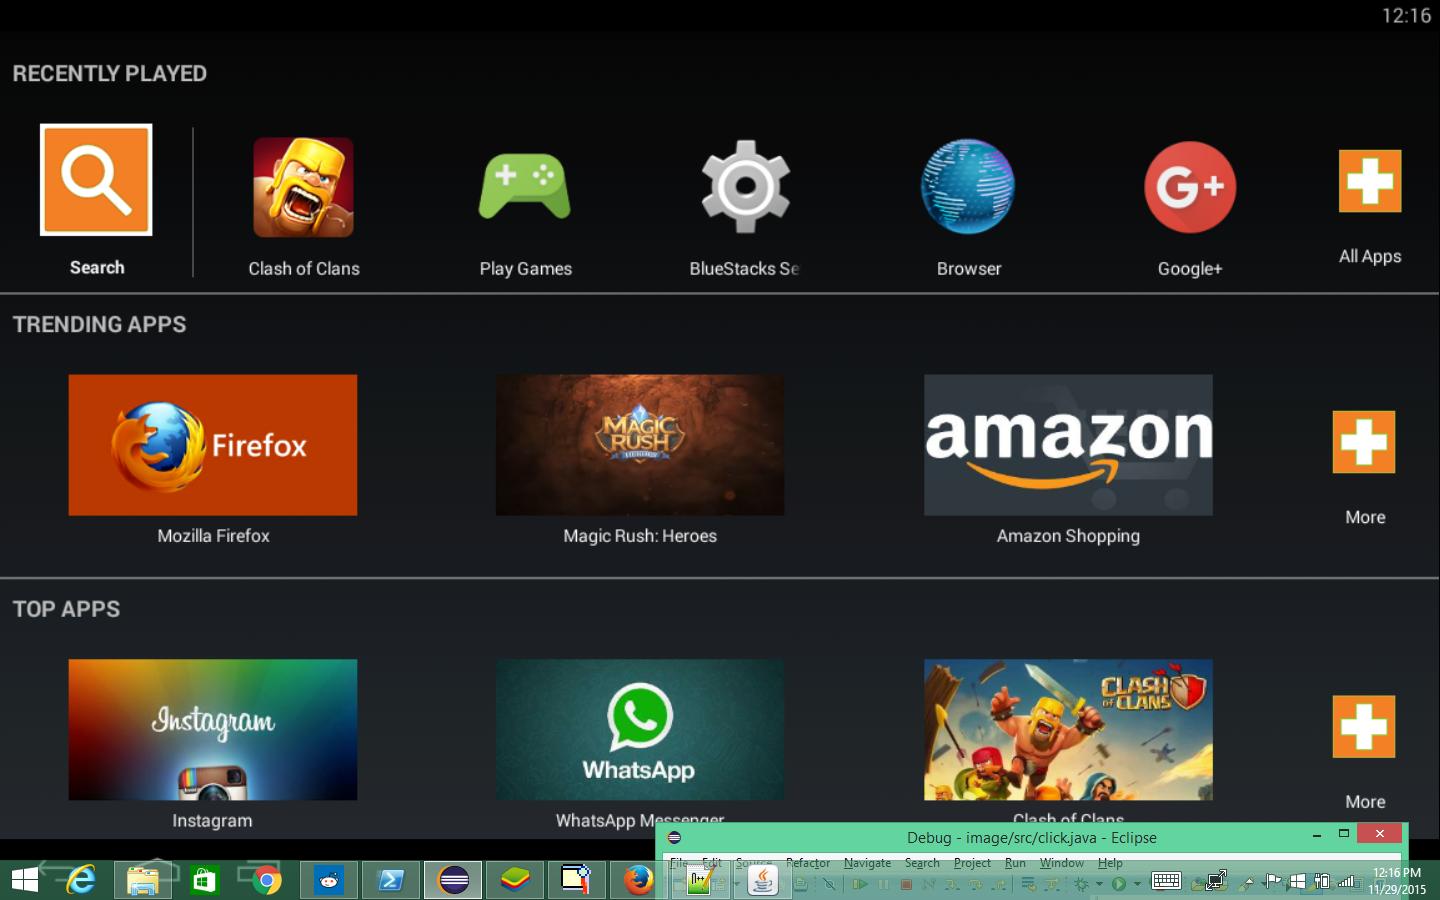 12:16
RECENTLY PLAYED
Search
Clash of Clans
Play Games
BlueStacks Se
Browser
G+
Google+
All Apps
TRENDING APPS
Firefox
MAGIC
RUSH
HEROES
amazon
Mozilla Firefox
Magic Rush: Heroes
Amazon Shopping
More
TOP APPS
Instagram
WhatsApp
CLASH
OF CLANS
Instagram
WhatsApp Messenger
Clash of Clans
More
Debug - image/src/click.java - Eclipse
File Edit Source Refactor Navigate Search Project Run Window Help
12:16 PM
11/29/2015